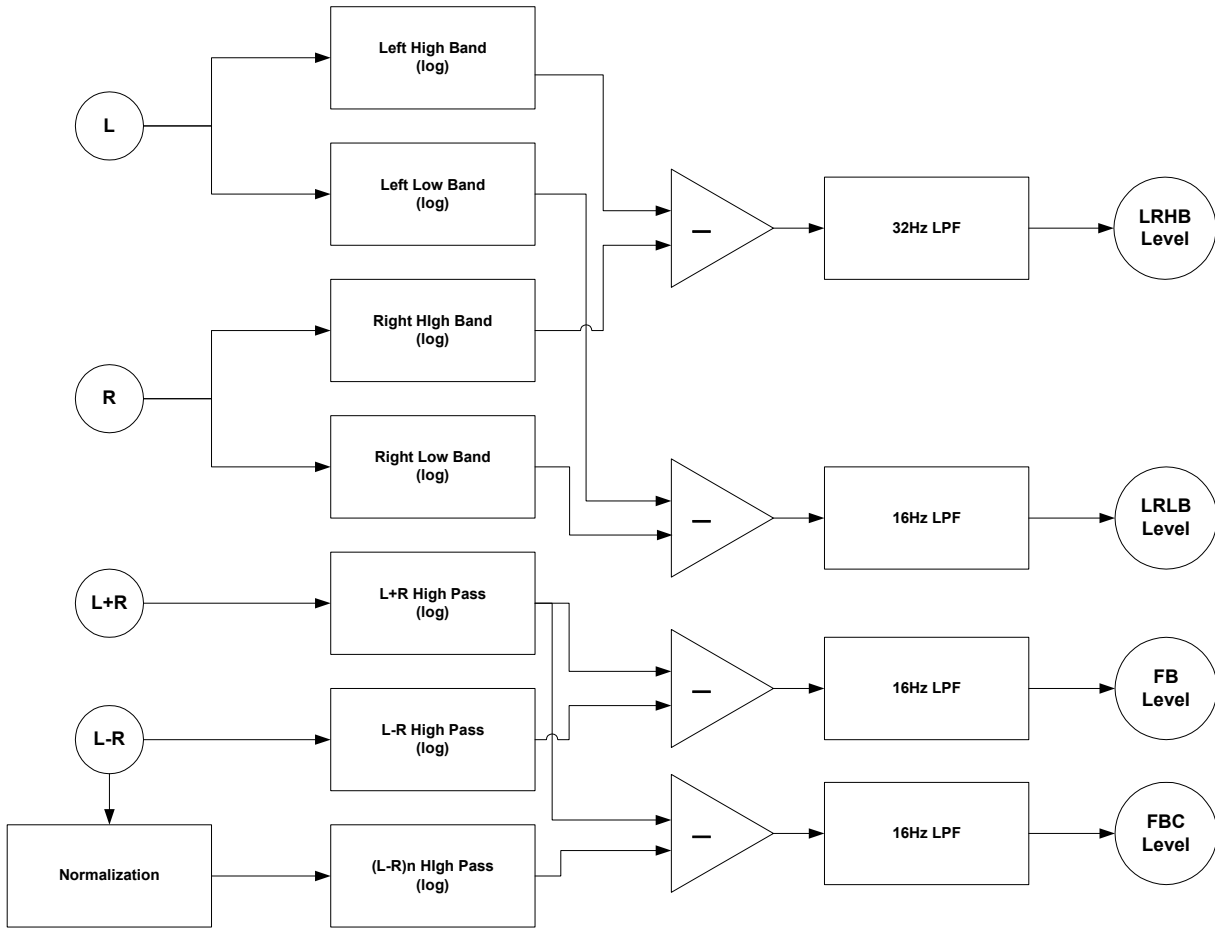 Left High Band
(log)
L
Left Low Band
(log)
–
32Hz LPF
LRHB
Level
Right HIgh Band
(log)
R
Right Low Band
(log)
–
16Hz LPF
LRLB
Level
L+R
L+R High Pass
(log)
–
16Hz LPF
FB
Level
L-R
L-R High Pass
(log)
–
16Hz LPF
FBC
Level
Normalization
(L-R)n HIgh Pass
(log)